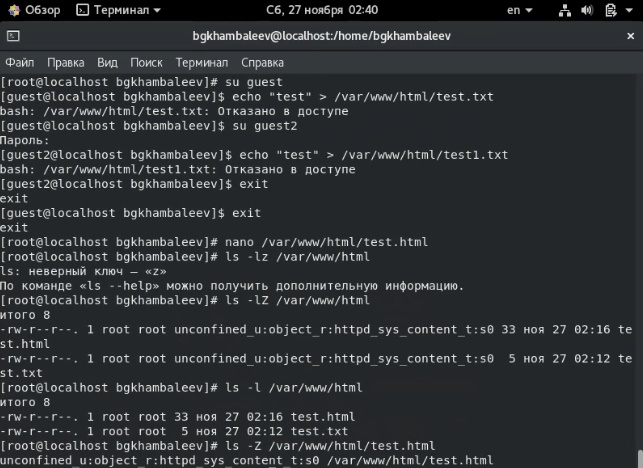 Обзор Терминал Сб, 27 ноября 02:40 en
bgkhambaleev@localhost:/home/bgkhambaleev
Файл Правка Вид Поиск Терминал Справка
[root@localhost bgkhambaleev]# su guest
[guest@localhost bgkhambaleev]$ echo "test" > /var/www/html/test.txt
bash: /var/www/html/test.txt: Отказано в доступе
[guest@localhost bgkhambaleev]$ su guest2
Пароль:
[guest2@localhost bgkhambaleev]$ echo "test" > /var/www/html/test1.txt
bash: /var/www/html/test1.txt: Отказано в доступе
[guest2@localhost bgkhambaleev]$ exit
exit
[guest@localhost bgkhambaleev]$ exit
exit
[root@localhost bgkhambaleev]# nano /var/www/html/test.html
[root@localhost bgkhambaleev]# ls -lz /var/www/html
ls: неверный ключ — «z»
По команде «ls --help» можно получить дополнительную информацию.
[root@localhost bgkhambaleev]# ls -lZ /var/www/html
итого 8
-rw-r--r--. 1 root root unconfined_u:object_r:httpd_sys_content_t:s0 33 ноя 27 02:16 te
st.html
-rw-r--r--. 1 root root unconfined_u:object_r:httpd_sys_content_t:s0  5 ноя 27 02:12 te
st.txt
[root@localhost bgkhambaleev]# ls -l /var/www/html
итого 8
-rw-r--r--. 1 root root 33 ноя 27 02:16 test.html
-rw-r--r--. 1 root root  5 ноя 27 02:12 test.txt
[root@localhost bgkhambaleev]# ls -Z /var/www/html/test.html
unconfined_u:object_r:httpd_sys_content_t:s0 /var/www/html/test.html